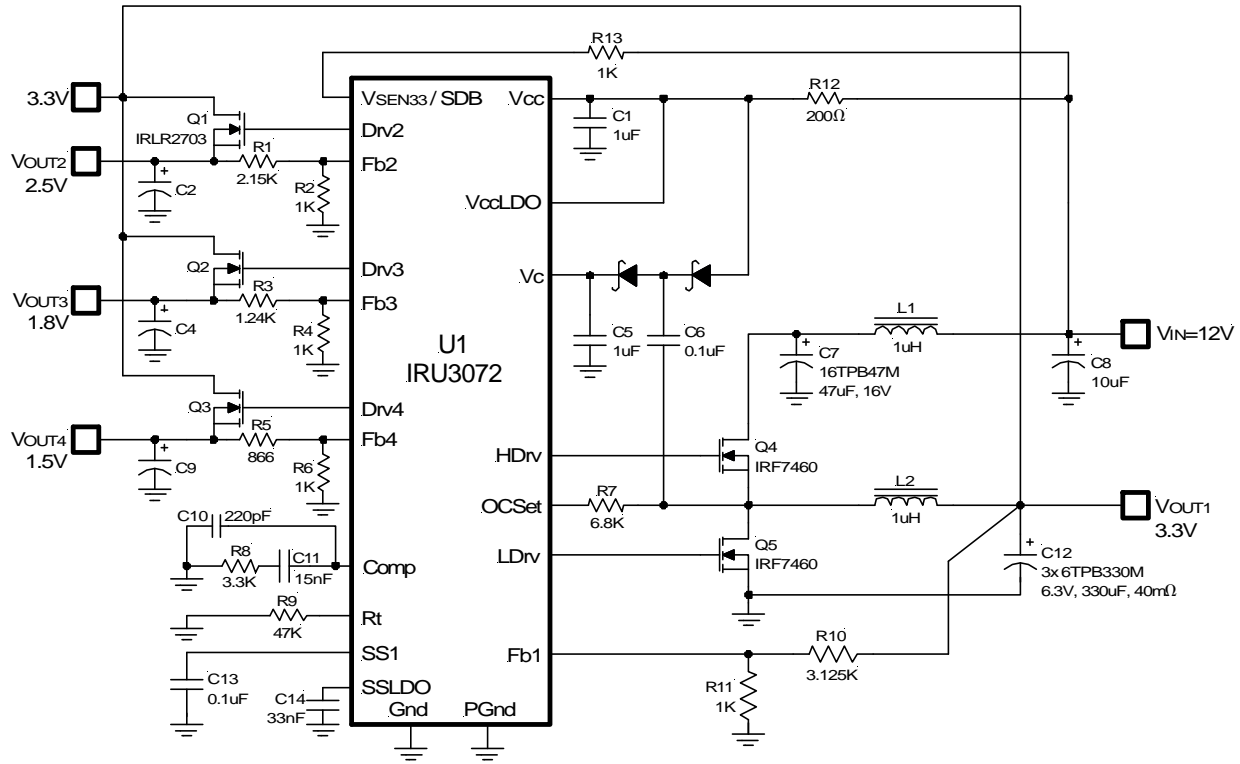 R13
1K
3.3V
Q1
IRLR2703
VSEN33 / SDB
Vcc
R12
200Ω
C1
1uF
Drv2
VOUT2
2.5V
R1
2.15K
Fb2
C2
R2
1K
VccLDO
Q2
Drv3
Vc
VOUT3
1.8V
R3
1.24K
Fb3
C4
R4
1K
C5
1uF
C6
0.1uF
L1
1uH
VIN=12V
U1
IRU3072
C7
16TPB47M
47uF, 16V
C8
10uF
Q3
Drv4
VOUT4
1.5V
R5
866
Fb4
C9
R6
1K
HDrv
Q4
IRF7460
OCSet
R7
6.8K
L2
1uH
VOUT1
3.3V
C10
220pF
R8
3.3K
C11
15nF
Comp
LDrv
Q5
IRF7460
C12
3x 6TPB330M
6.3V, 330uF, 40mΩ
R9
47K
Rt
SS1
Fb1
R10
3.125K
C13
0.1uF
SSLDO
C14
33nF
R11
1K
Gnd
PGnd